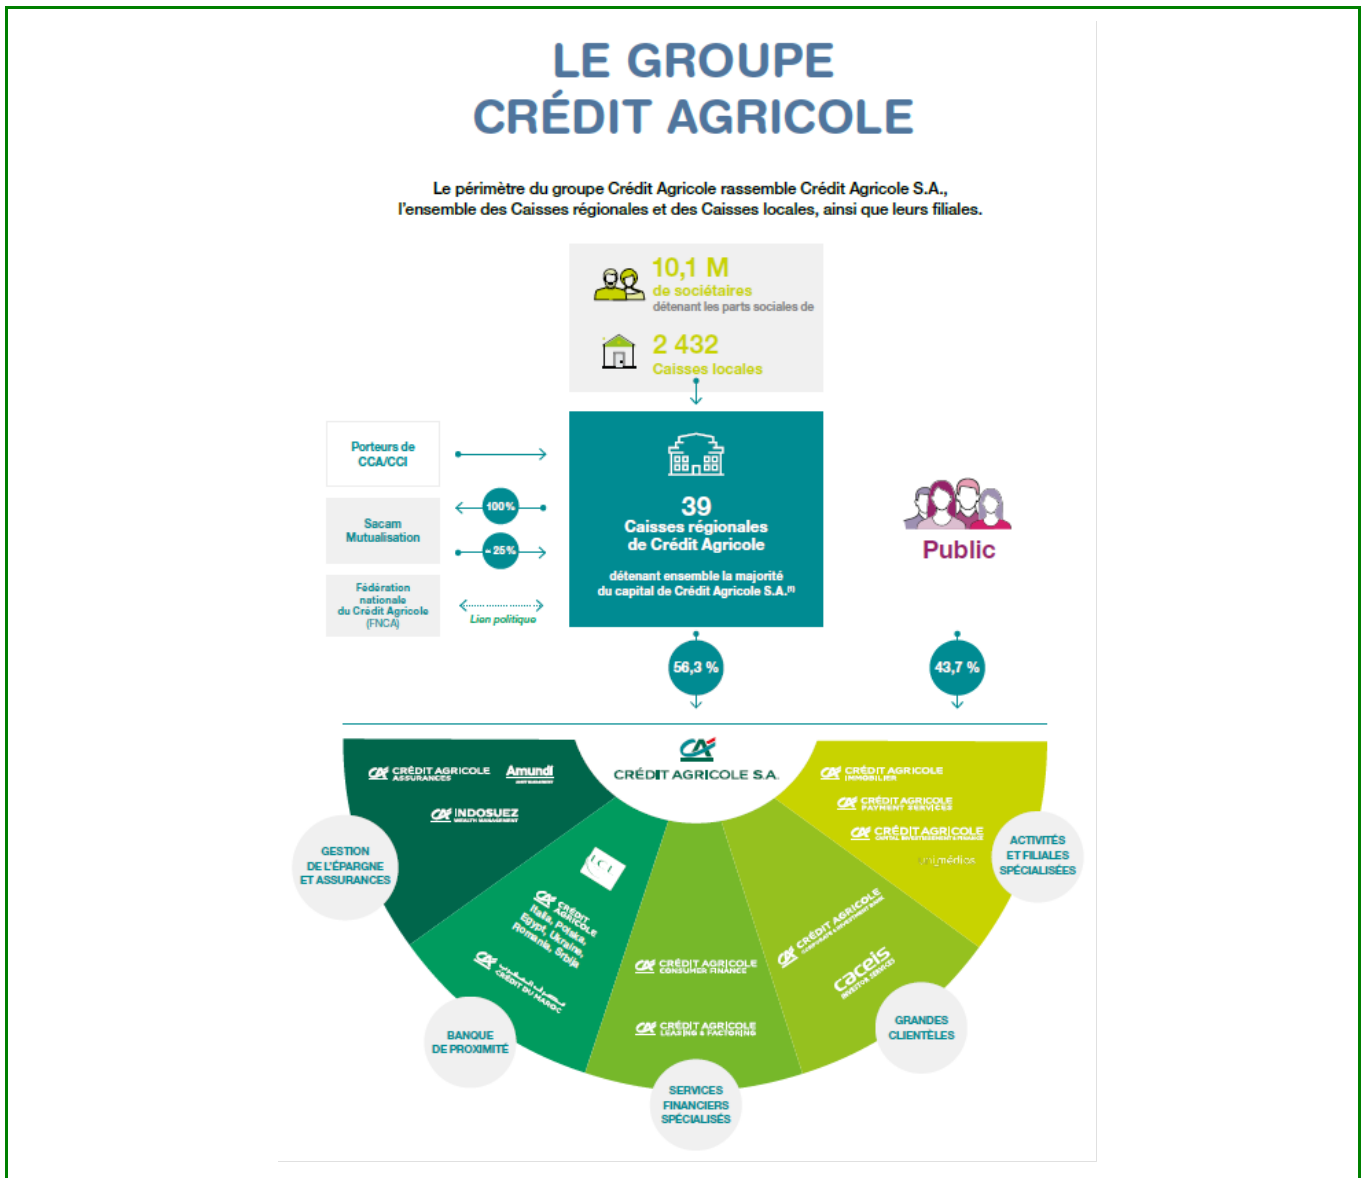 LE GROUPE
CRÉDIT AGRICOLE
Le périmètre du groupe Crédit Agricole rassemble Crédit Agricole S.A.,
l'ensemble des Caisses régionales et des Caisses locales, ainsi que leurs filiales.
10,1 M
de sociétaires
détenant les parts sociales de
2 432
Caisses locales
Porteurs de
CCA/CCI
100%
Sacam
Mutualisation
≈ 25%
Fédération
nationale
du Crédit Agricole
(FNCA)
Lien politique
39
Caisses régionales
de Crédit Agricole
détenant ensemble la majorité
du capital de Crédit Agricole S.A.(1)
Public
56,3 %
43,7 %
CRÉDIT AGRICOLE S.A.
CRÉDIT AGRICOLE
ASSURANCES
Amundi
ASSET MANAGEMENT
INDOSUEZ
WEALTH MANAGEMENT
GESTION
DE L'ÉPARGNE
ET ASSURANCES
LCL
CRÉDIT
AGRICOLE
Italia, Polska,
Egypt, Ukraine,
Romania, Srbija
CRÉDIT DU MAROC
BANQUE
DE PROXIMITÉ
CRÉDIT AGRICOLE
CONSUMER FINANCE
CRÉDIT AGRICOLE
LEASING & FACTORING
SERVICES
FINANCIERS
SPÉCIALISÉS
CRÉDIT AGRICOLE
CORPORATE & INVESTMENT BANK
caceis
INVESTOR SERVICES
GRANDES
CLIENTÈLES
CRÉDIT AGRICOLE
IMMOBILIER
CRÉDIT AGRICOLE
PAYMENT SERVICES
CRÉDIT AGRICOLE
CAPITAL INVESTISSEMENT & FINANCE
ACTIVITÉS
ET FILIALES
SPÉCIALISÉES